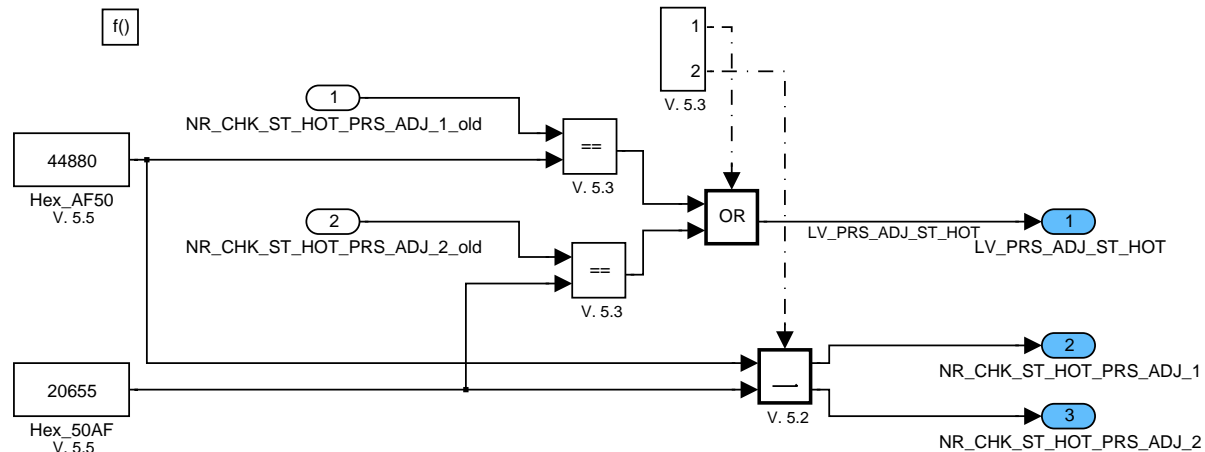 f()
1
2
V. 5.3
1
NR_CHK_ST_HOT_PRS_ADJ_1_old
44880
Hex_AF50
V. 5.5
==
V. 5.3
2
NR_CHK_ST_HOT_PRS_ADJ_2_old
OR
LV_PRS_ADJ_ST_HOT
1
LV_PRS_ADJ_ST_HOT
==
V. 5.3
2
NR_CHK_ST_HOT_PRS_ADJ_1
20655
Hex_50AF
V. 5.5
V. 5.2
3
NR_CHK_ST_HOT_PRS_ADJ_2